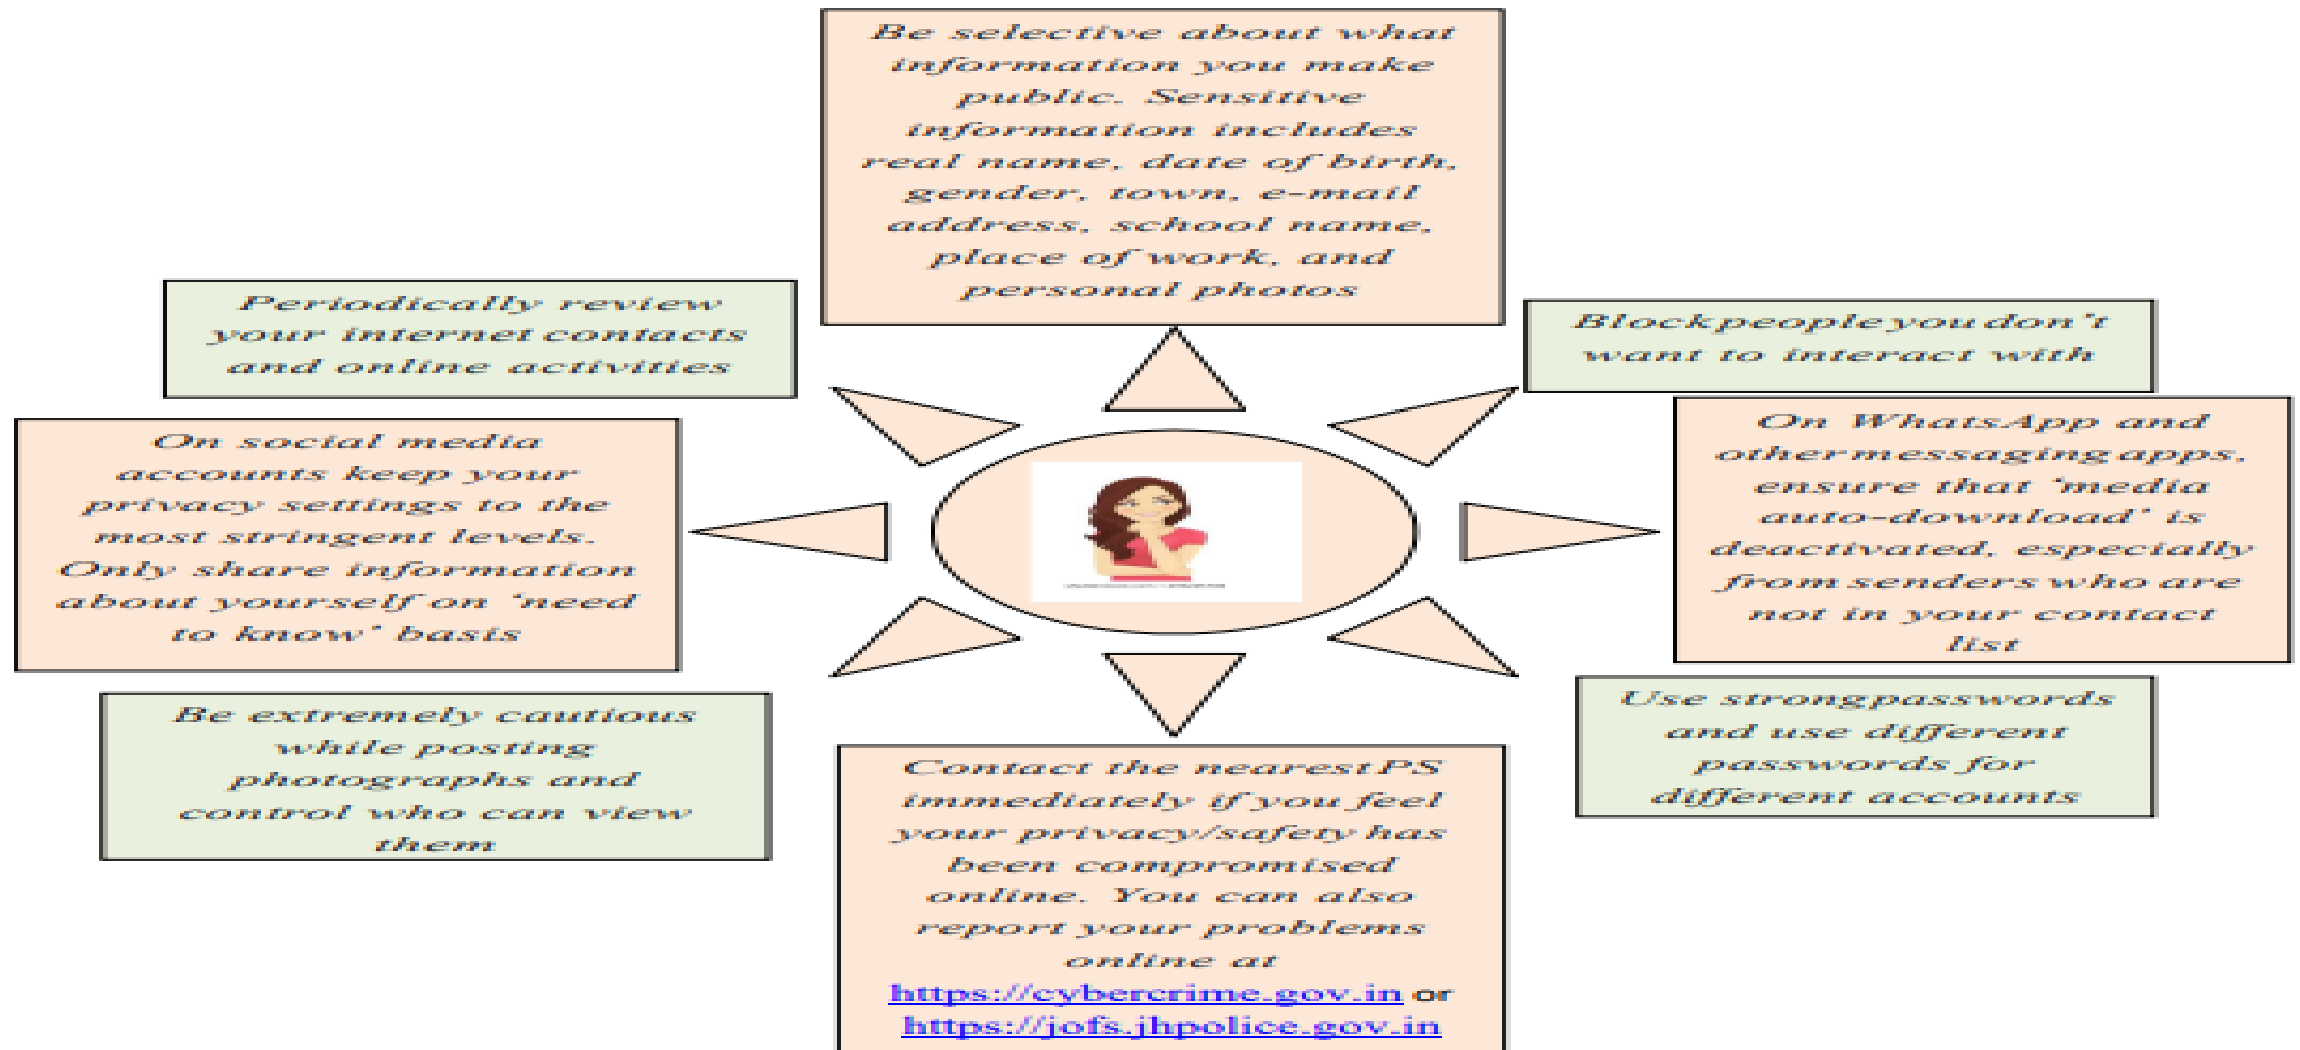 Be selective about what
information you make
public. Sensitive
information includes
real name, date of birth,
gender, town, e-mail
address, school name,
place of work, and
personal photos
Periodically review
your internet contacts
and online activities
Block people you don't
want to interact with
On social media
accounts keep your
privacy settings to the
most stringent levels.
Only share information
about yourself on 'need
to know' basis
On WhatsApp and
other messaging apps,
ensure that 'media
auto-download' is
deactivated, especially
from senders who are
not in your contact
list
Be extremely cautious
while posting
photographs and
control who can view
them
Use strong passwords
and use different
passwords for
different accounts
Contact the nearest PS
immediately if you feel
your privacy/safety has
been compromised
online. You can also
report your problems
online at
https://cybercrime.gov.in or
https://jofs.jhpolice.gov.in